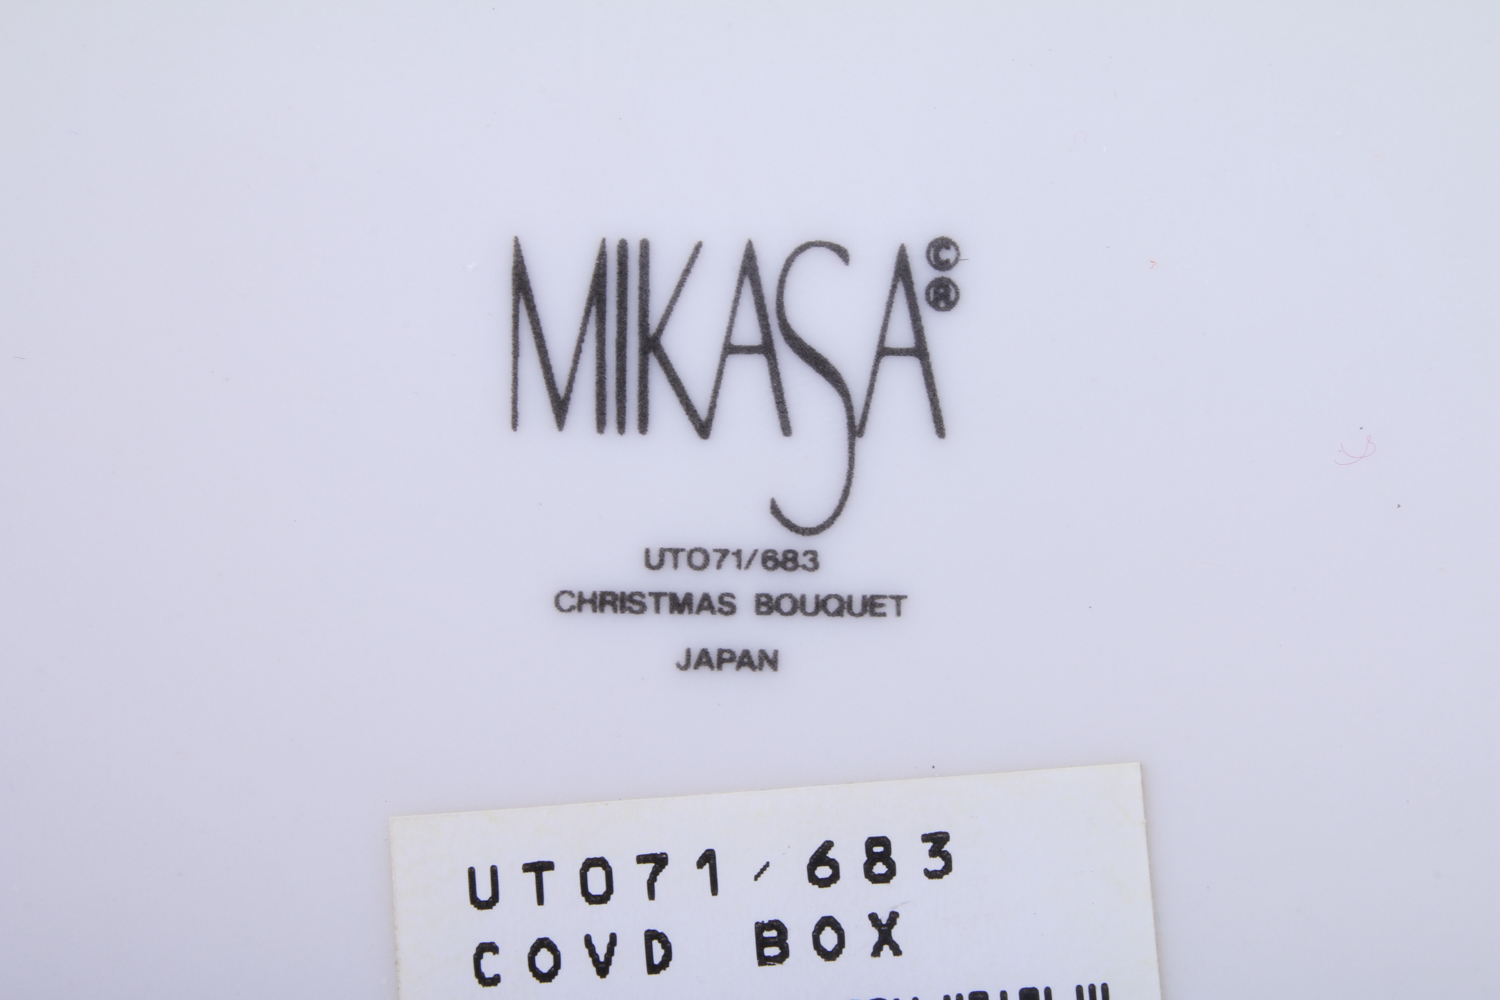 MIKASA©®
UT071/683
CHRISTMAS BOUQUET
JAPAN
UT071/683
COVD BOX